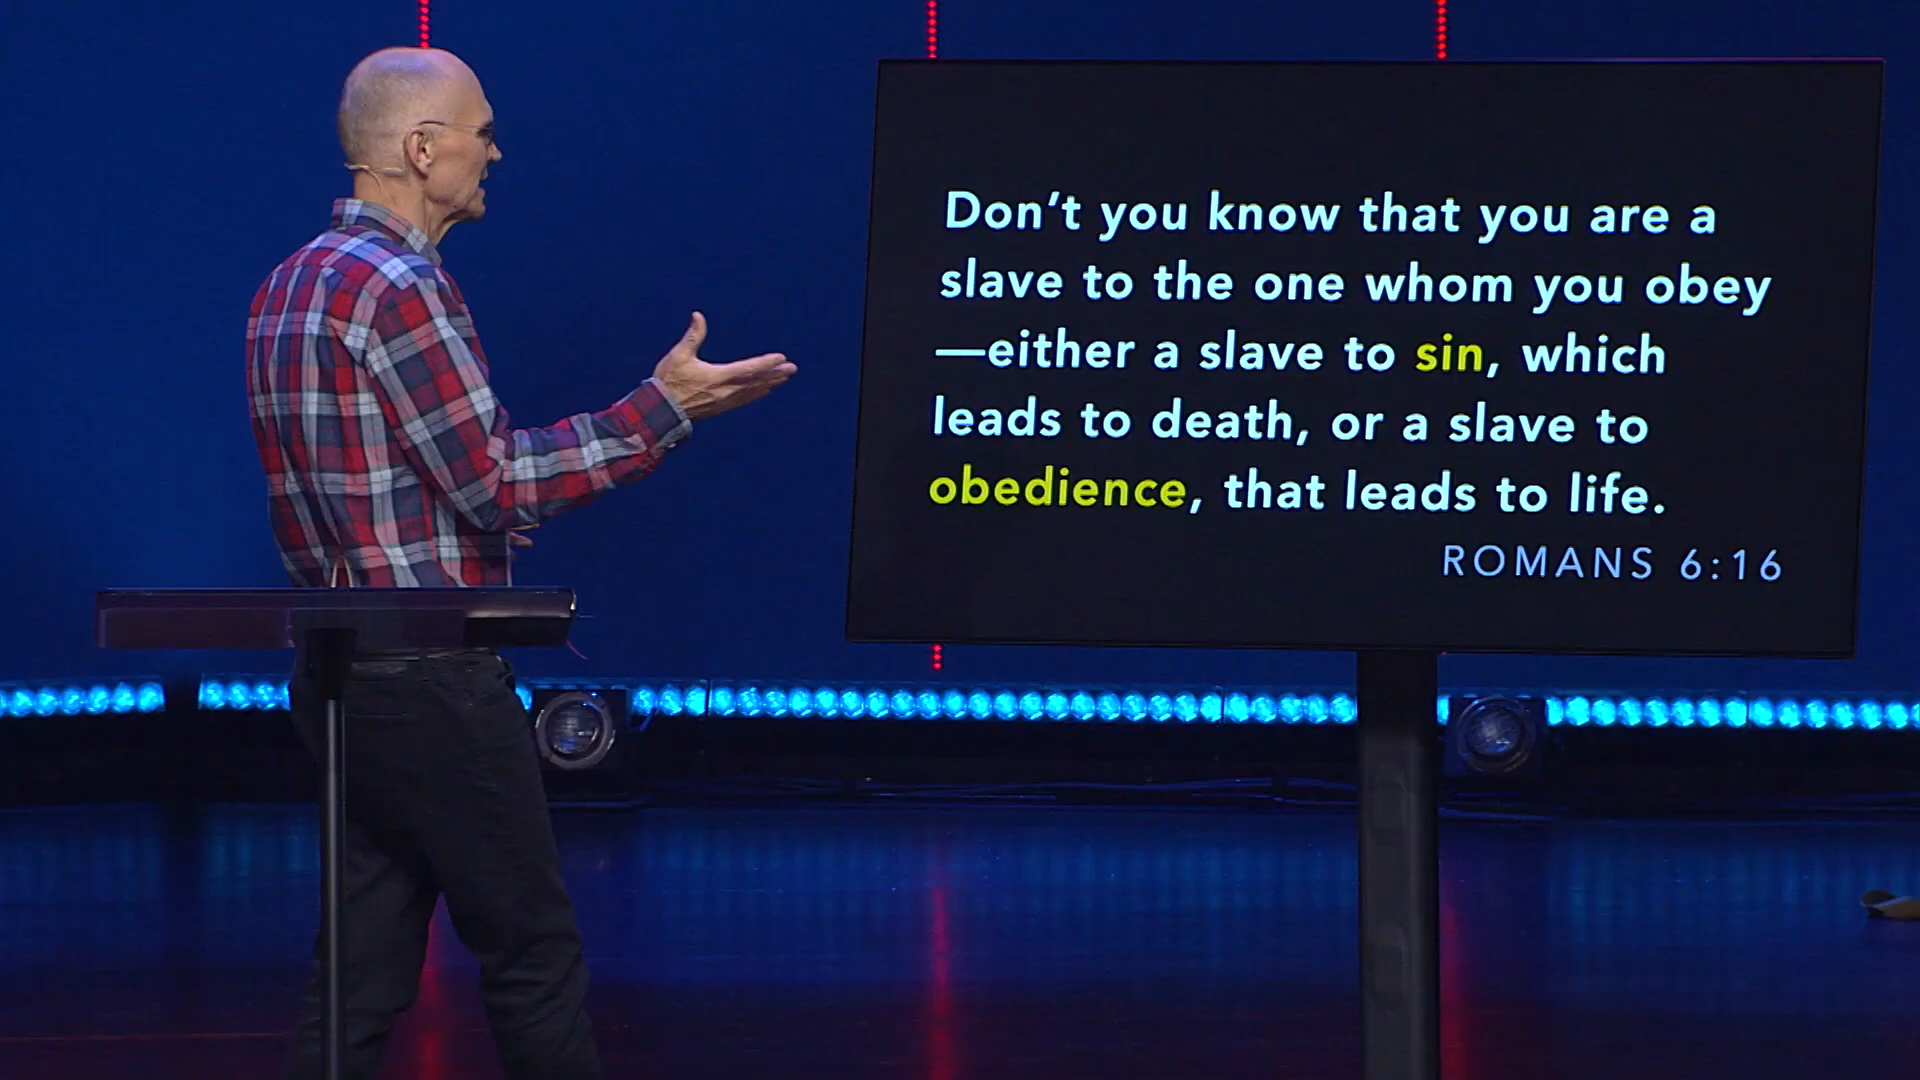 Don’t you know that you are a
slave to the one whom you obey
—either a slave to sin, which
leads to death, or a slave to
obedience, that leads to life.
ROMANS 6:16